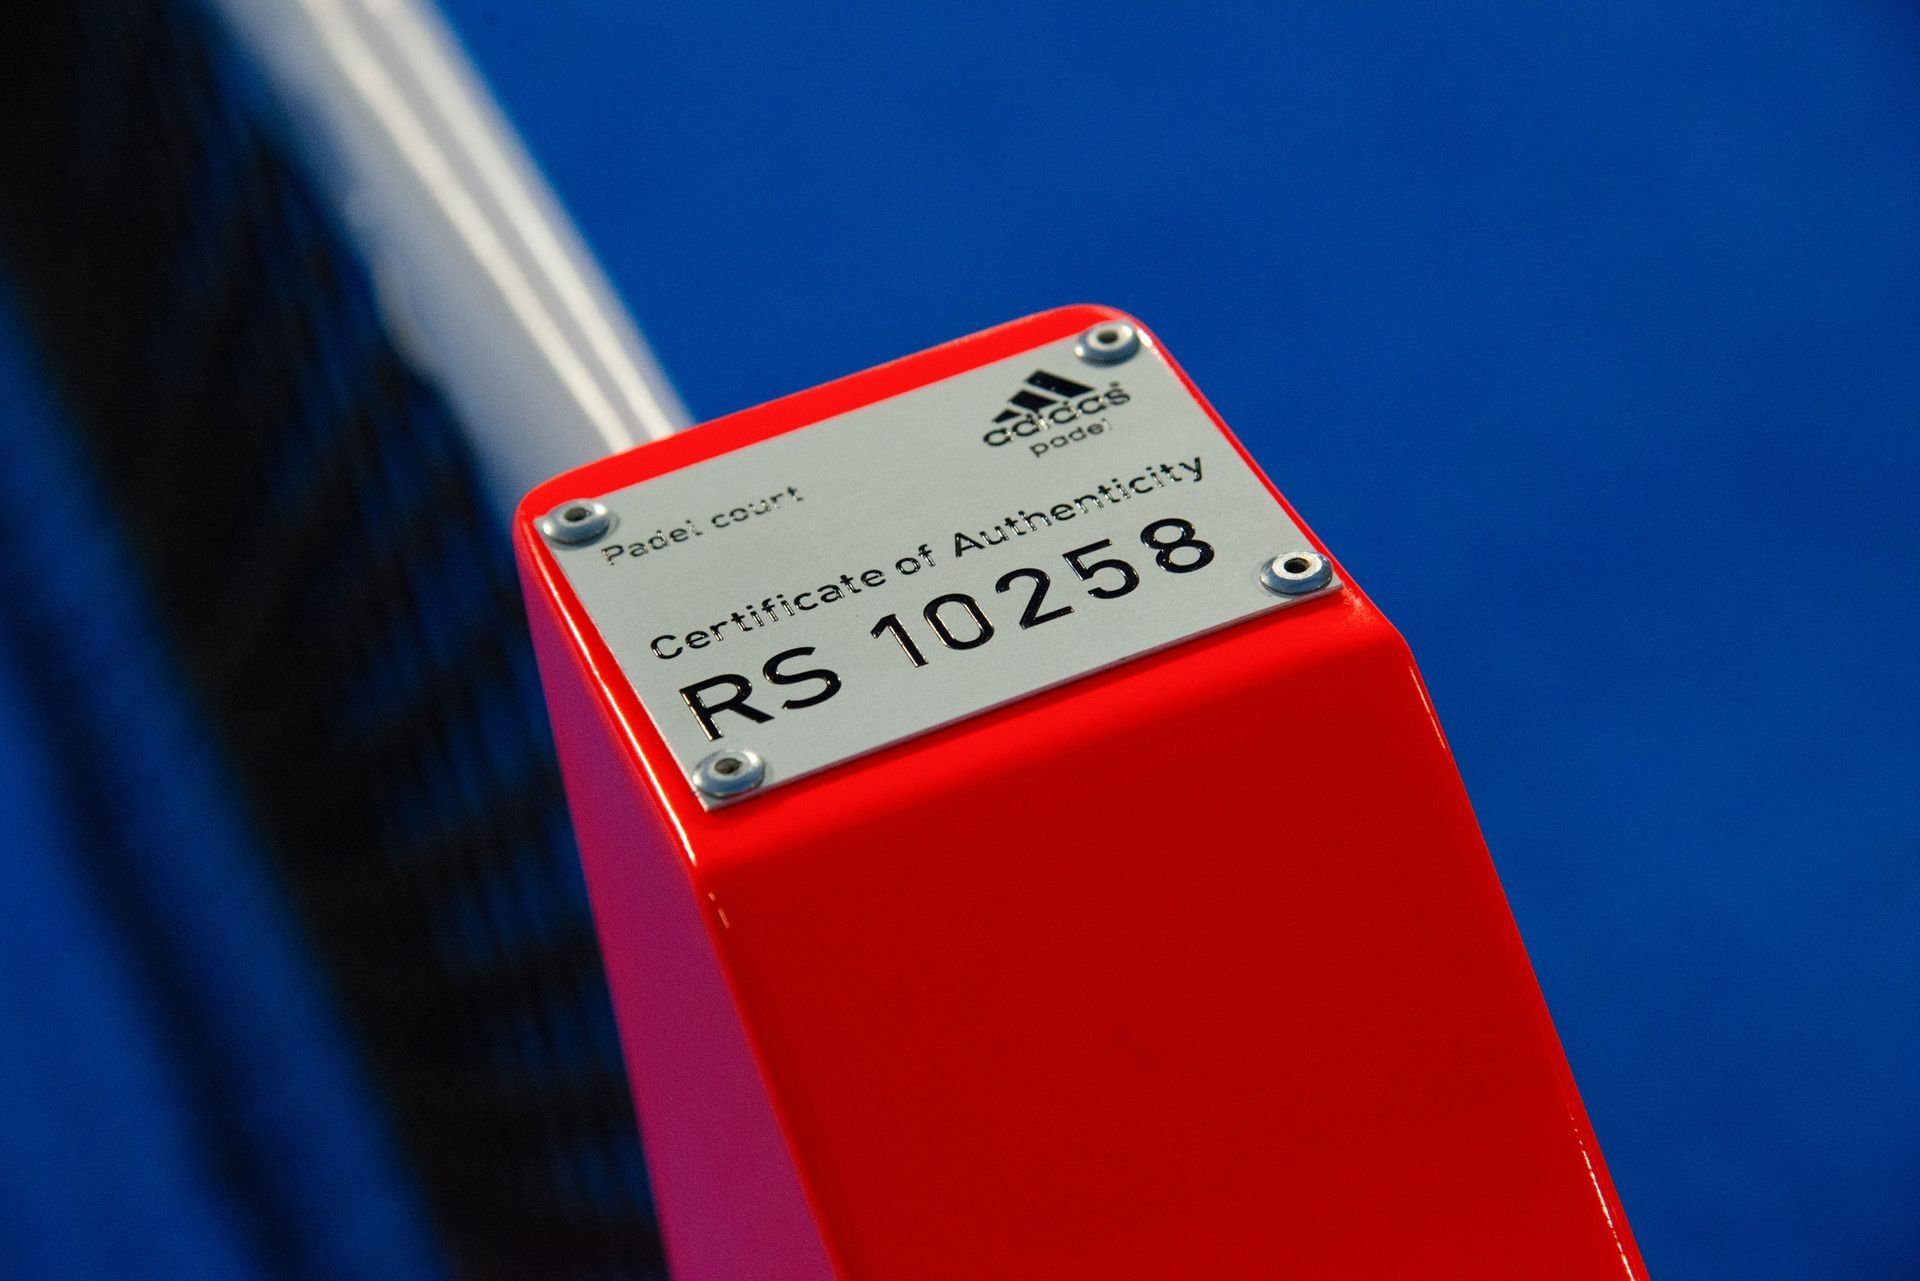 adidas
padel
Padel court
Certificate of Authenticity
RS 10258